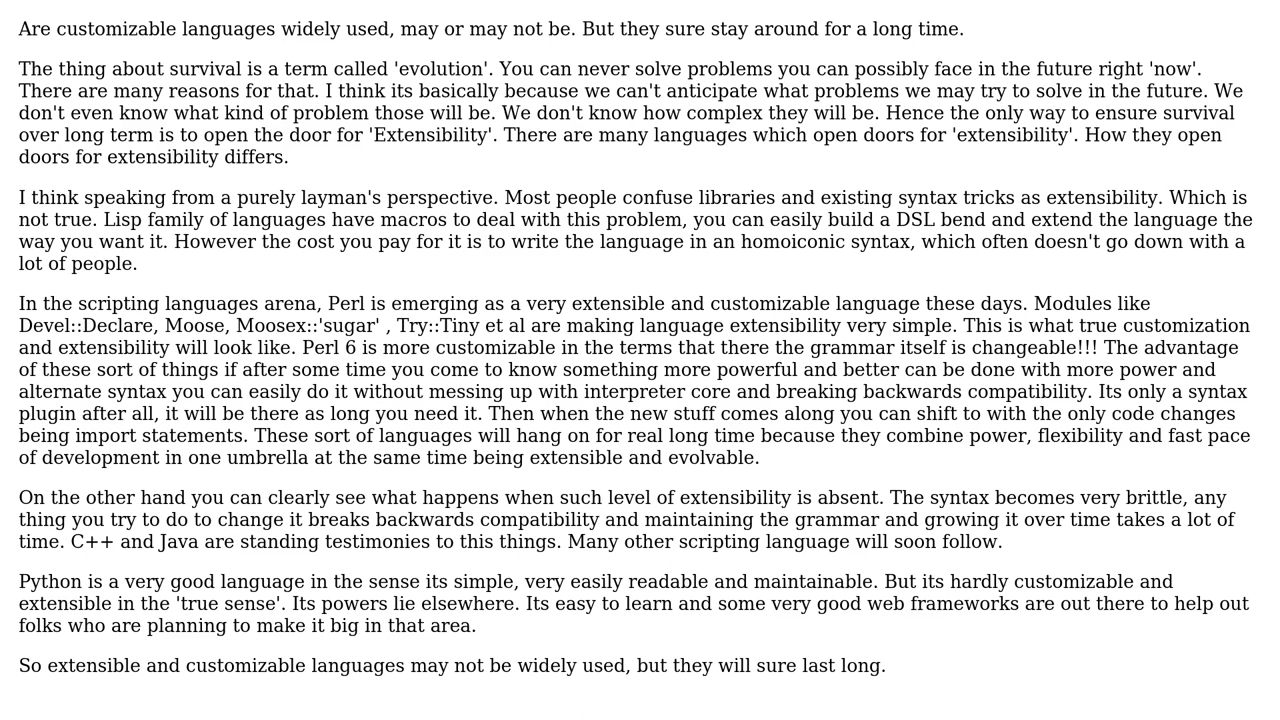 Are customizable languages widely used, may or may not be. But they sure stay around for a long time.
The thing about survival is a term called 'evolution'. You can never solve problems you can possibly face in the future right 'now'.
There are many reasons for that. I think its basically because we can't anticipate what problems we may try to solve in the future. We
don't even know what kind of problem those will be. We don't know how complex they will be. Hence the only way to ensure survival
over long term is to open the door for 'Extensibility'. There are many languages which open doors for 'extensibility'. How they open
doors for extensibility differs.
I think speaking from a purely layman's perspective. Most people confuse libraries and existing syntax tricks as extensibility. Which is
not true. Lisp family of languages have macros to deal with this problem, you can easily build a DSL bend and extend the language the
way you want it. However the cost you pay for it is to write the language in an homoiconic syntax, which often doesn't go down with a
lot of people.
In the scripting languages arena, Perl is emerging as a very extensible and customizable language these days. Modules like
Devel::Declare, Moose, Moosex::'sugar' , Try::Tiny et al are making language extensibility very simple. This is what true customization
and extensibility will look like. Perl 6 is more customizable in the terms that there the grammar itself is changeable!!! The advantage
of these sort of things if after some time you come to know something more powerful and better can be done with more power and
alternate syntax you can easily do it without messing up with interpreter core and breaking backwards compatibility. Its only a syntax
plugin after all, it will be there as long you need it. Then when the new stuff comes along you can shift to with the only code changes
being import statements. These sort of languages will hang on for real long time because they combine power, flexibility and fast pace
of development in one umbrella at the same time being extensible and evolvable.
On the other hand you can clearly see what happens when such level of extensibility is absent. The syntax becomes very brittle, any
thing you try to do to change it breaks backwards compatibility and maintaining the grammar and growing it over time takes a lot of
time. C++ and Java are standing testimonies to this things. Many other scripting language will soon follow.
Python is a very good language in the sense its simple, very easily readable and maintainable. But its hardly customizable and
extensible in the 'true sense'. Its powers lie elsewhere. Its easy to learn and some very good web frameworks are out there to help out
folks who are planning to make it big in that area.
So extensible and customizable languages may not be widely used, but they will sure last long.